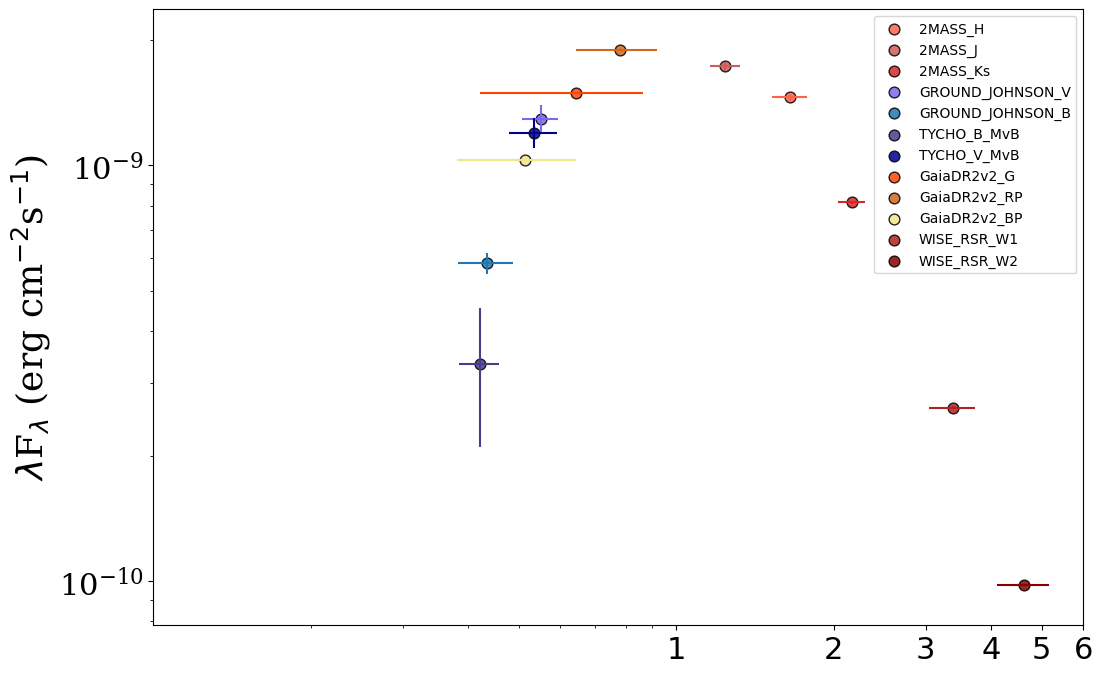 λF_λ (erg cm⁻²s⁻¹)
10⁻⁹
10⁻¹⁰
2MASS_H
2MASS_J
2MASS_Ks
GROUND_JOHNSON_V
GROUND_JOHNSON_B
TYCHO_B_MvB
TYCHO_V_MvB
GaiaDR2v2_G
GaiaDR2v2_RP
GaiaDR2v2_BP
WISE_RSR_W1
WISE_RSR_W2
1 2 3 4 5 6